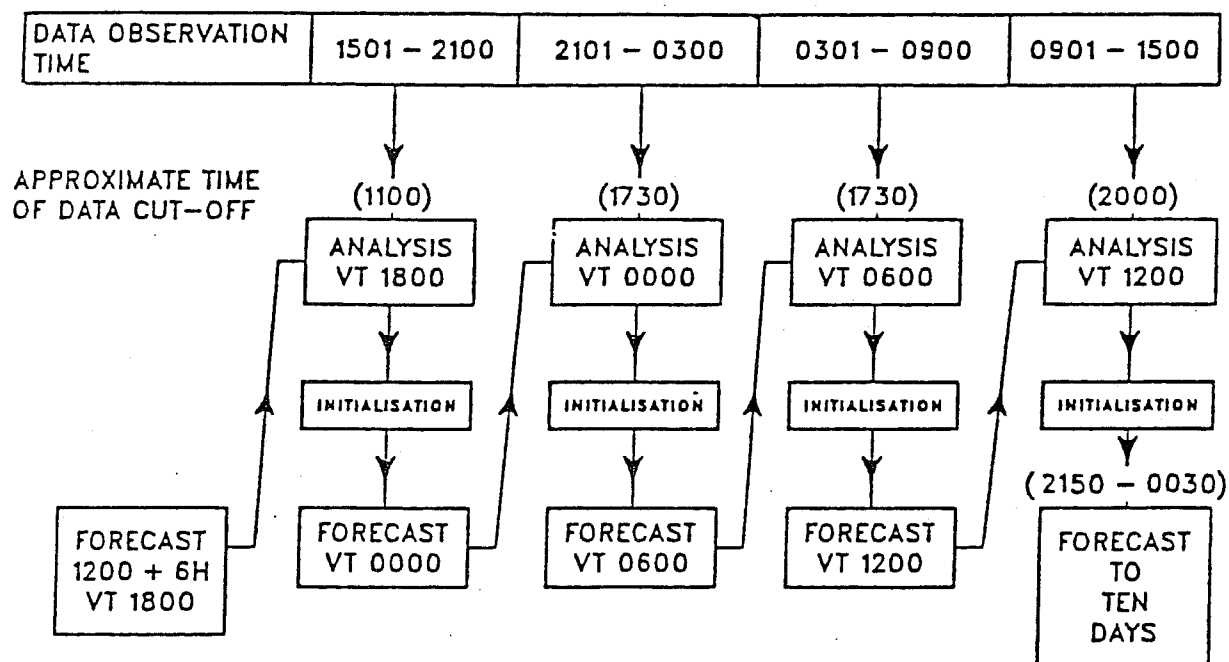 DATA OBSERVATION
TIME
1501 – 2100
2101 – 0300
0301 – 0900
0901 – 1500
APPROXIMATE TIME
OF DATA CUT–OFF
(1100)
(1730)
(1730)
(2000)
ANALYSIS
VT 1800
ANALYSIS
VT 0000
ANALYSIS
VT 0600
ANALYSIS
VT 1200
INITIALISATION
INITIALISATION
INITIALISATION
INITIALISATION
(2150 – 0030)
FORECAST
1200 + 6H
VT 1800
FORECAST
VT 0000
FORECAST
VT 0600
FORECAST
VT 1200
FORECAST
TO
TEN
DAYS